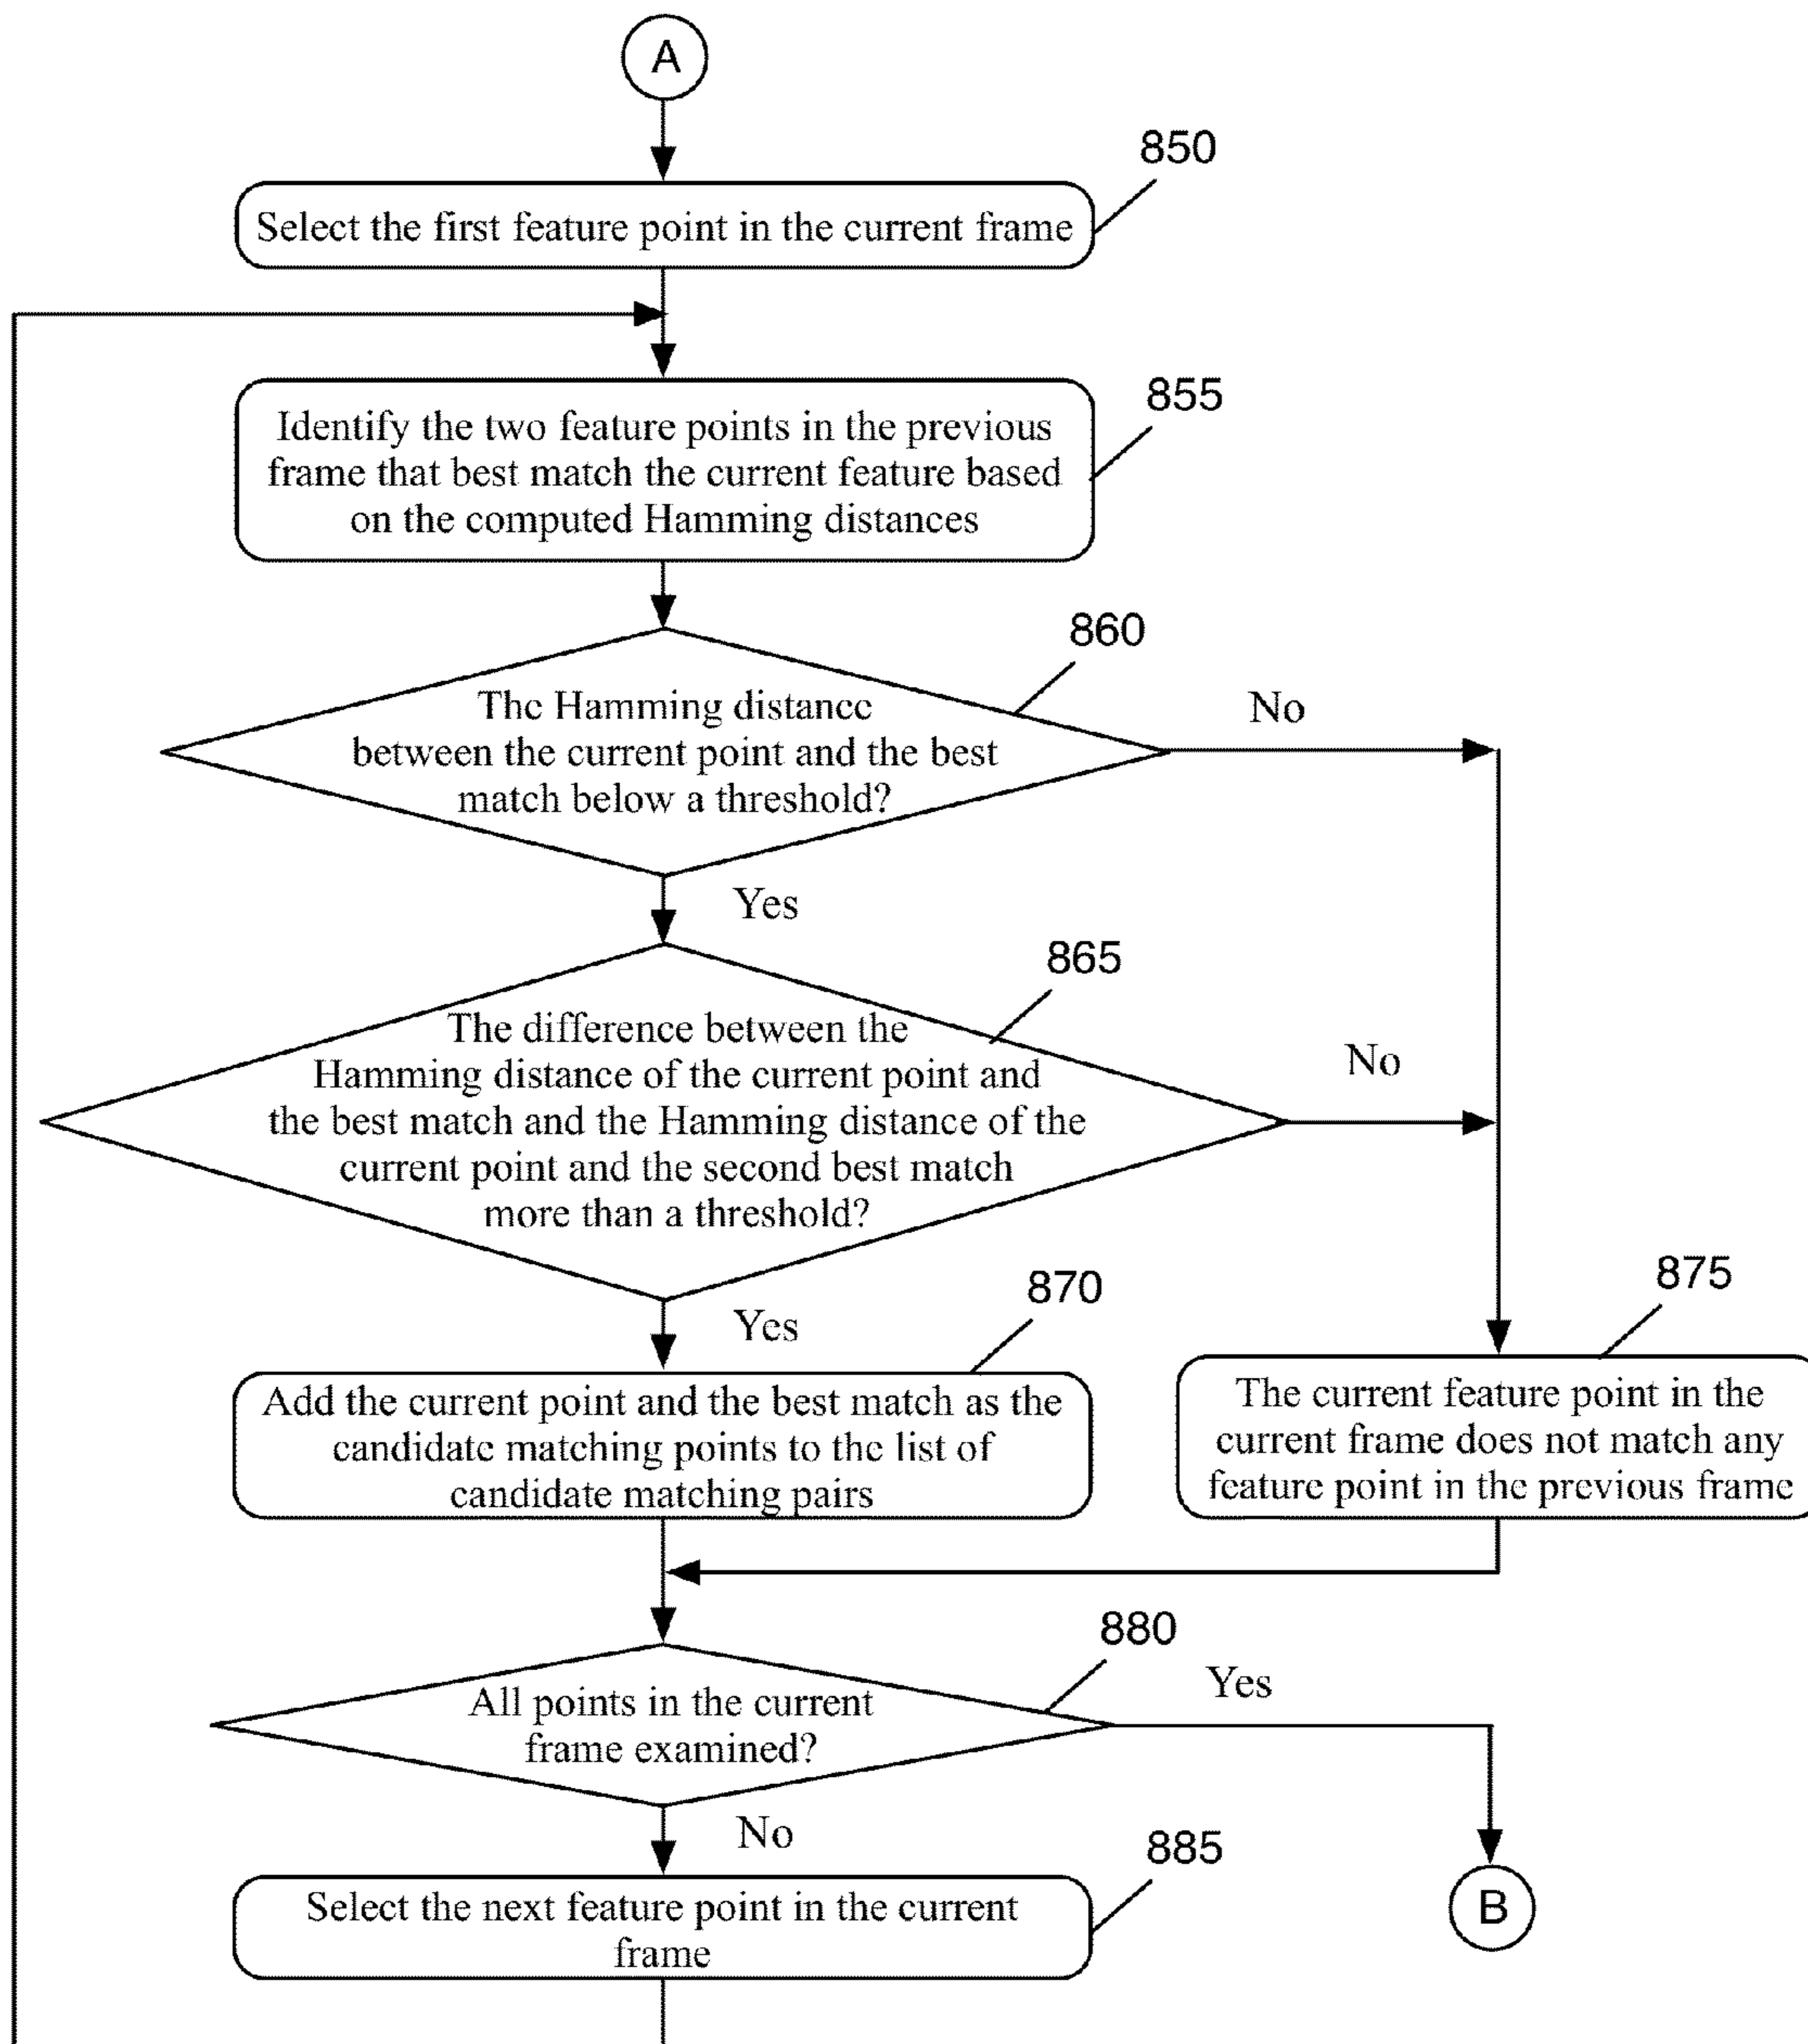 A
850
Select the first feature point in the current frame
855
Identify the two feature points in the previous
frame that best match the current feature based
on the computed Hamming distances
860
The Hamming distance
between the current point and the best
match below a threshold?
No
Yes
865
The difference between the
Hamming distance of the current point and
the best match and the Hamming distance of the
current point and the second best match
more than a threshold?
No
Yes
870
Add the current point and the best match as the
candidate matching points to the list of
candidate matching pairs
875
The current feature point in the
current frame does not match any
feature point in the previous frame
880
All points in the current
frame examined?
Yes
No
885
Select the next feature point in the current
frame
B